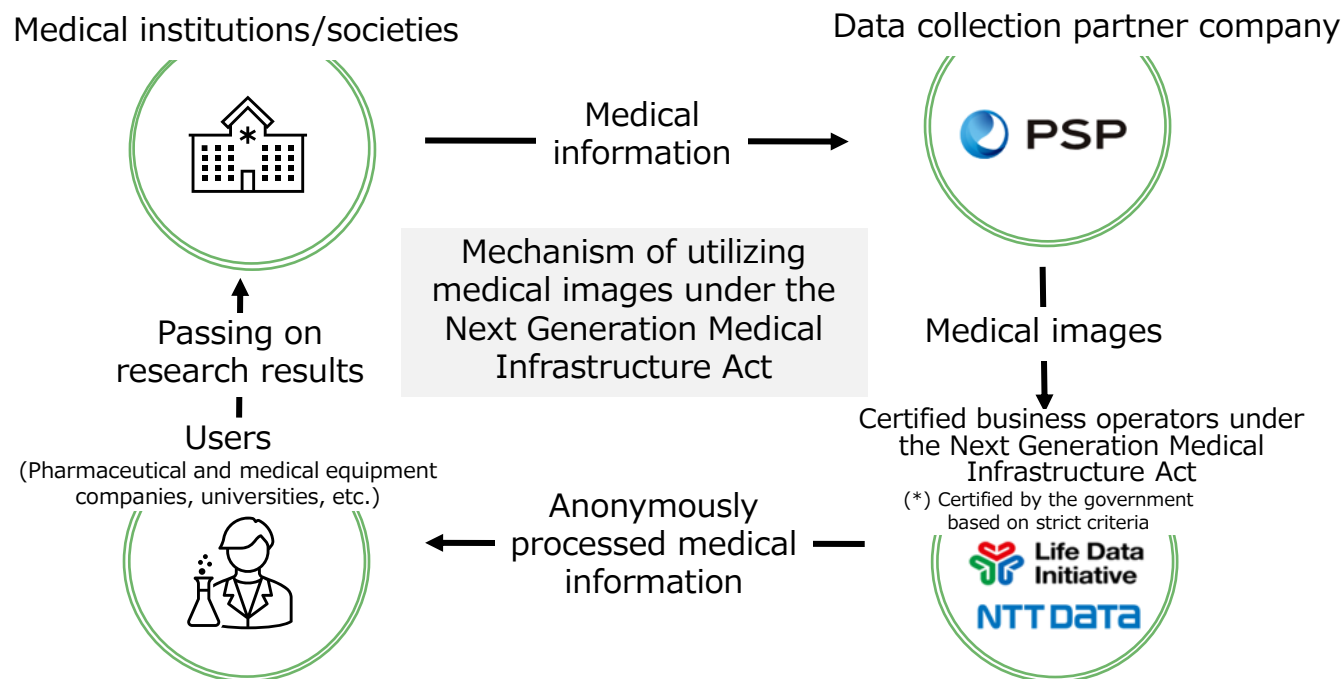 Medical institutions/societies
Data collection partner company
PSP
Medical
information
Mechanism of utilizing
medical images under the
Next Generation Medical
Infrastructure Act
Passing on
research results
Medical images
Users
(Pharmaceutical and medical equipment
companies, universities, etc.)
Certified business operators under
the Next Generation Medical
Infrastructure Act
(*) Certified by the government
based on strict criteria
Anonymously
processed medical
information
Life Data
Initiative
NTT DATA